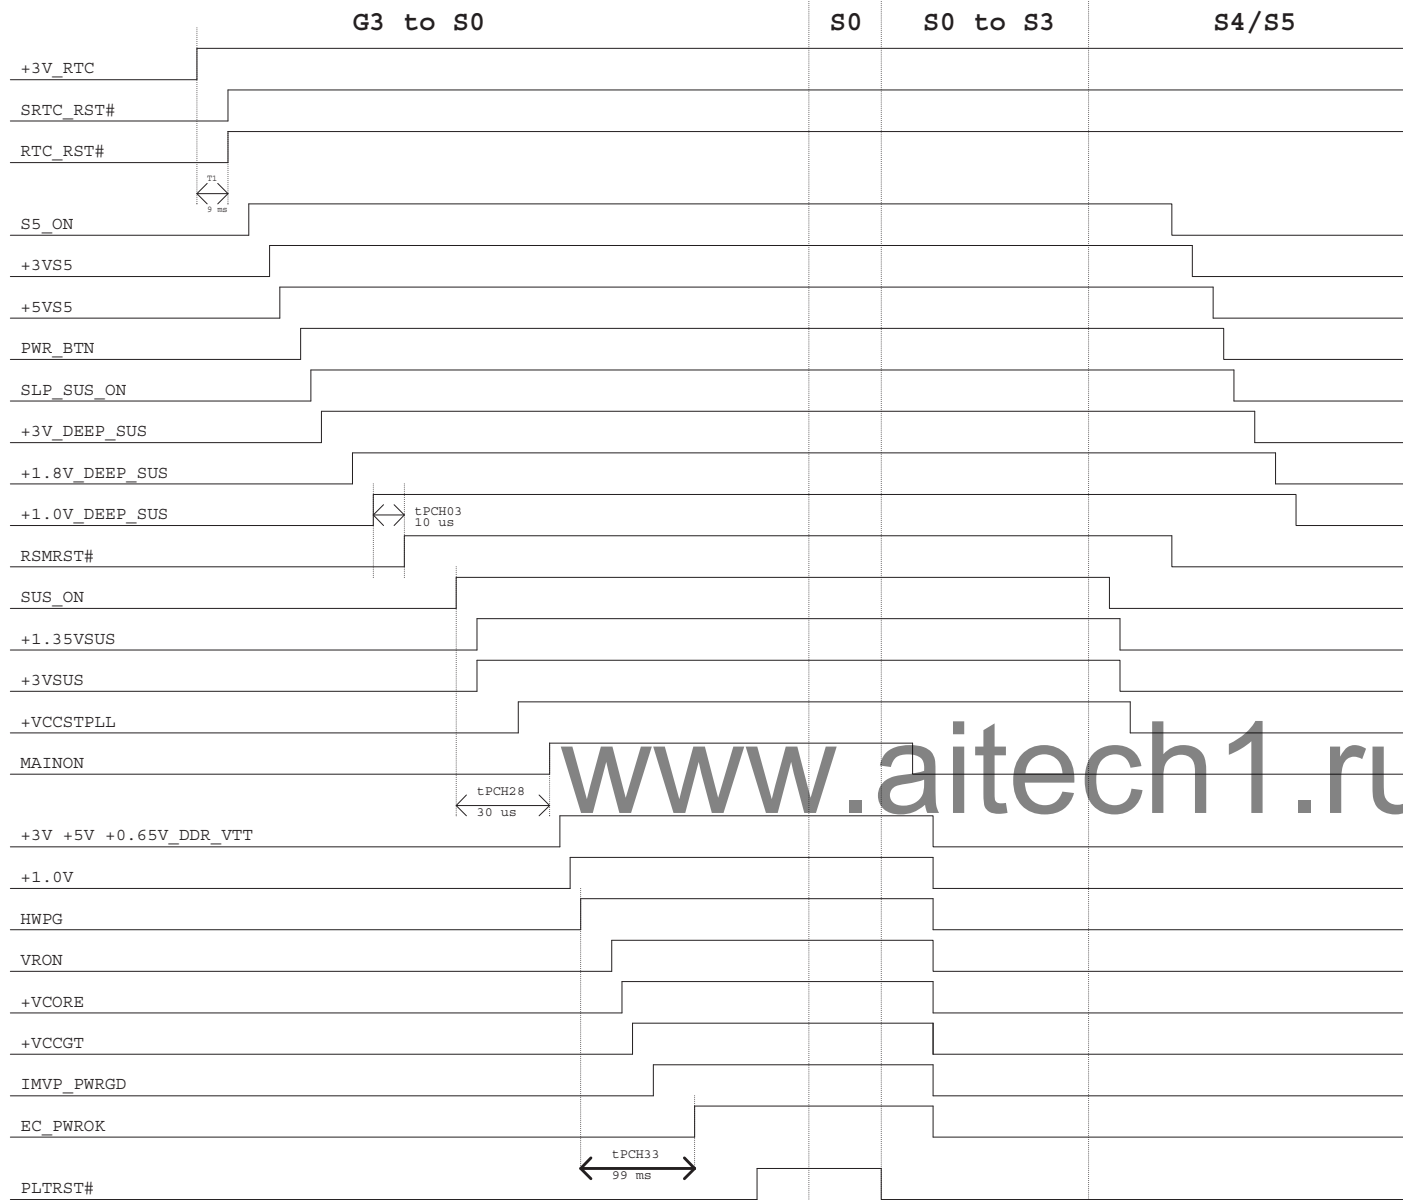 G3 to S0 S0 S0 to S3 S4/S5
+3V_RTC
SRTC_RST#
RTC_RST#
T1
9 ms
S5_ON
+3VS5
+5VS5
PWR_BTN
SLP_SUS_ON
+3V_DEEP_SUS
+1.8V_DEEP_SUS
+1.0V_DEEP_SUS
tPCH03
10 us
RSMRST#
SUS_ON
+1.35VSUS
+3VSUS
+VCCSTPLL
MAINON
www.aitech1.ru
tPCH28
30 us
+3V +5V +0.65V_DDR_VTT
+1.0V
HWPG
VRON
+VCORE
+VCCGT
IMVP_PWRGD
EC_PWROK
tPCH33
99 ms
PLTRST#